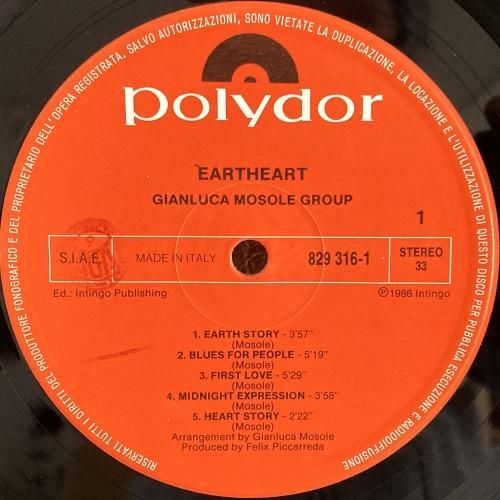 RISERVATI TUTTI I DIRITTI DEL PRODUTTORE FONOGRAFICO E DEL PROPRIETARIO DELL'OPERA REGISTRATA. SALVO AUTORIZZAZIONI, SONO VIETATE LA DUPLICAZIONE, LA LOCAZIONE E L'UTILIZZAZIONE DI QUESTO DISCO PER PUBBLICA ESECUZIONE E RADIODIFFUSIONE
polydor
EARTHEART
GIANLUCA MOSOLE GROUP
1
S.I.A.E.
MADE IN ITALY
829 316-1
STEREO
33
Ed.: Intingo Publishing
℗ 1986 Intingo
1. EARTH STORY - 3'57"
(Mosole)
2. BLUES FOR PEOPLE - 5'19"
(Mosole)
3. FIRST LOVE - 5'29"
(Mosole)
4. MIDNIGHT EXPRESSION - 3'58"
(Mosole)
5. HEART STORY - 2'22"
(Mosole)
Arrangement by Gianluca Mosole
Produced by Felix Piccarreda